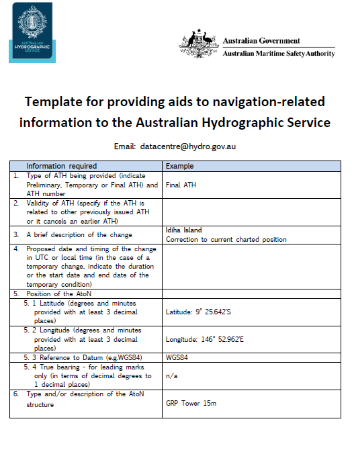 AUSTRALIAN
HYDROGRAPHIC
Australian Government
Australian Maritime Safety Authority
Template for providing aids to navigation-related
information to the Australian Hydrographic Service
Email: datacentre@hydro.gov.au
Information required Example
1. Type of ATH being provided (indicate
Preliminary, Temporary or Final ATH) and
ATH number
Final ATH
2. Validity of ATH (specify if the ATH is
related to other previously issued ATH
or it cancels an earlier ATH)
3. A brief description of the change
Idiha Island
Correction to current charted position
4. Proposed date and timing of the change
in UTC or local time (in the case of a
temporary change, indicate the duration
or the start date and end date of the
temporary condition)
5. Position of the AtoN
5. 1 Latitude (degrees and minutes
provided with at least 3 decimal
places)
Latitude: 9° 25.642'S
5. 2 Longitude (degrees and minutes
provided with at least 3 decimal
places)
Longitude: 146° 52.962'E
5. 3 Reference to Datum (e.g,WGS84) WGS84
5. 4 True bearing - for leading marks
only (in terms of decimal degrees to
1 decimal places)
n/a
6. Type and/or description of the AtoN
structure
GRP Tower 15m